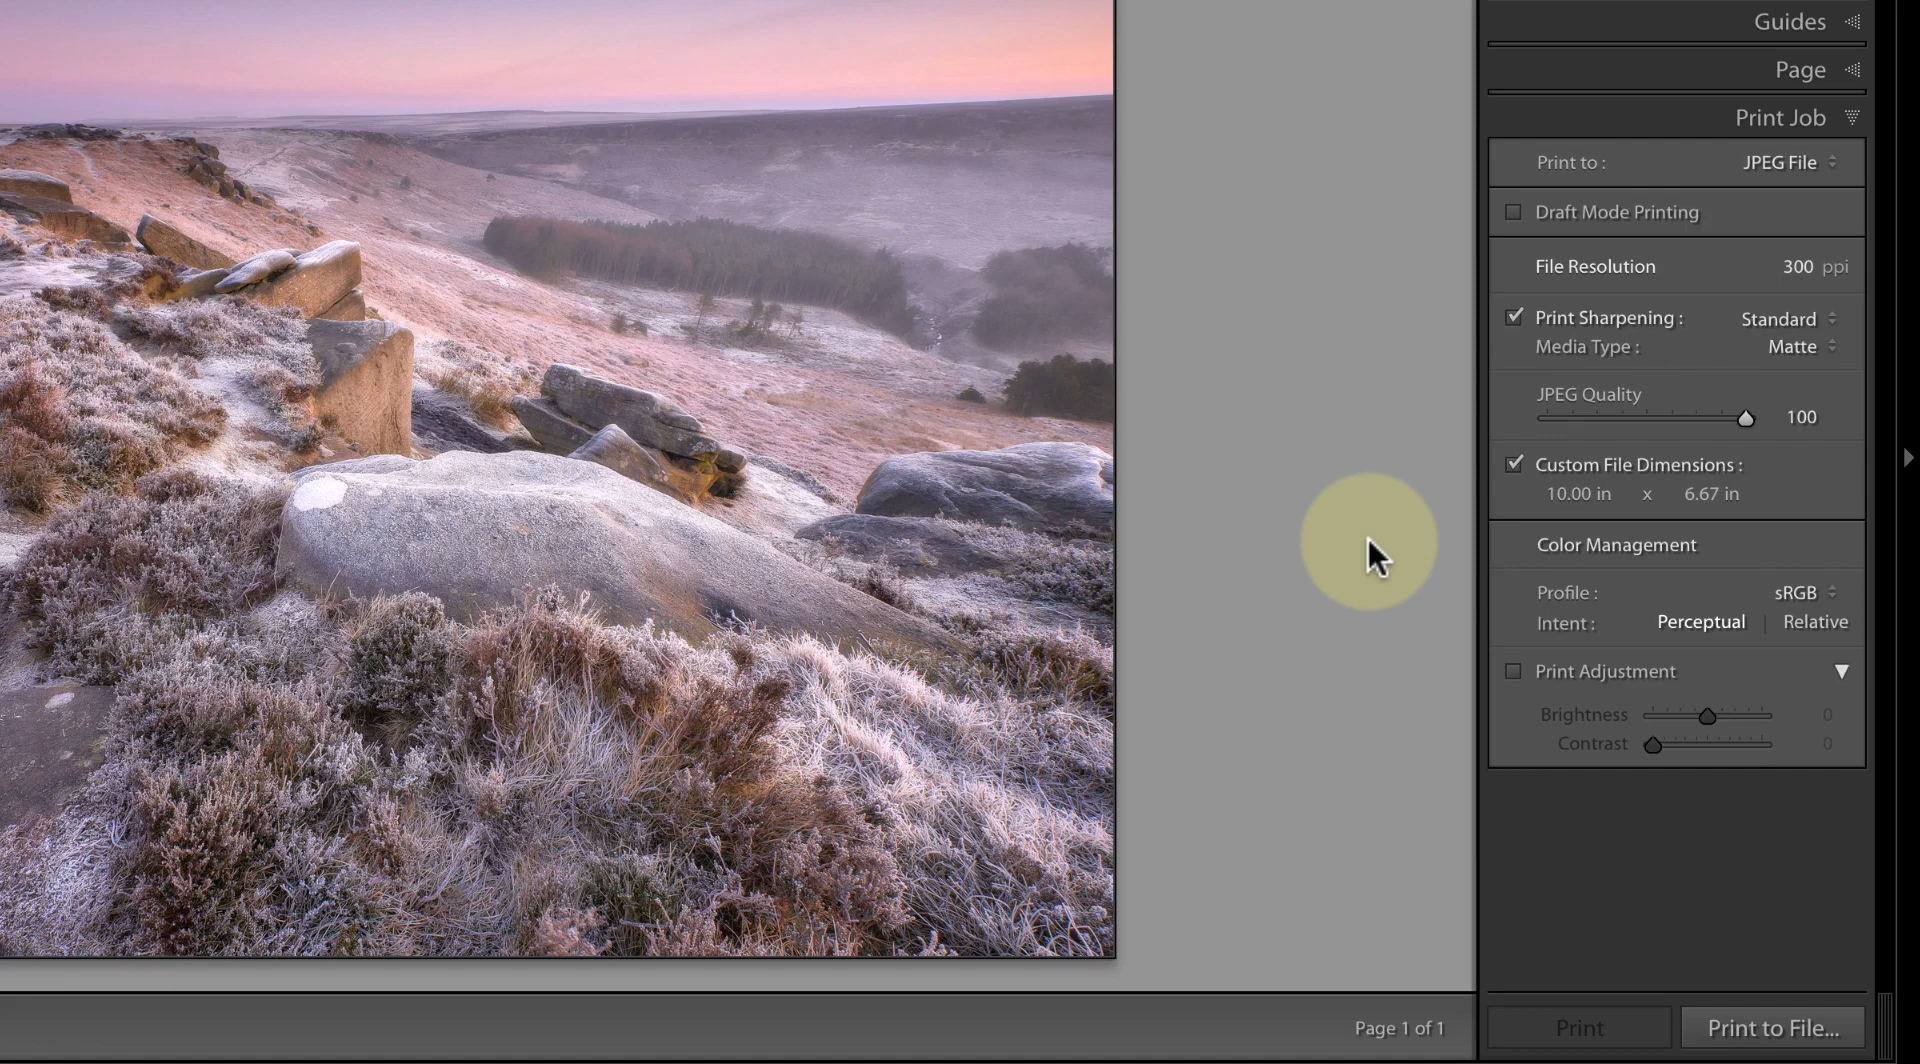 Guides
Page
Print Job
Print to : JPEG File
Draft Mode Printing
File Resolution 300 ppi
Print Sharpening : Standard
Media Type : Matte
JPEG Quality
100
Custom File Dimensions :
10.00 in x 6.67 in
Color Management
Profile : sRGB
Intent : Perceptual | Relative
Print Adjustment
Brightness 0
Contrast 0
Page 1 of 1
Print Print to File...